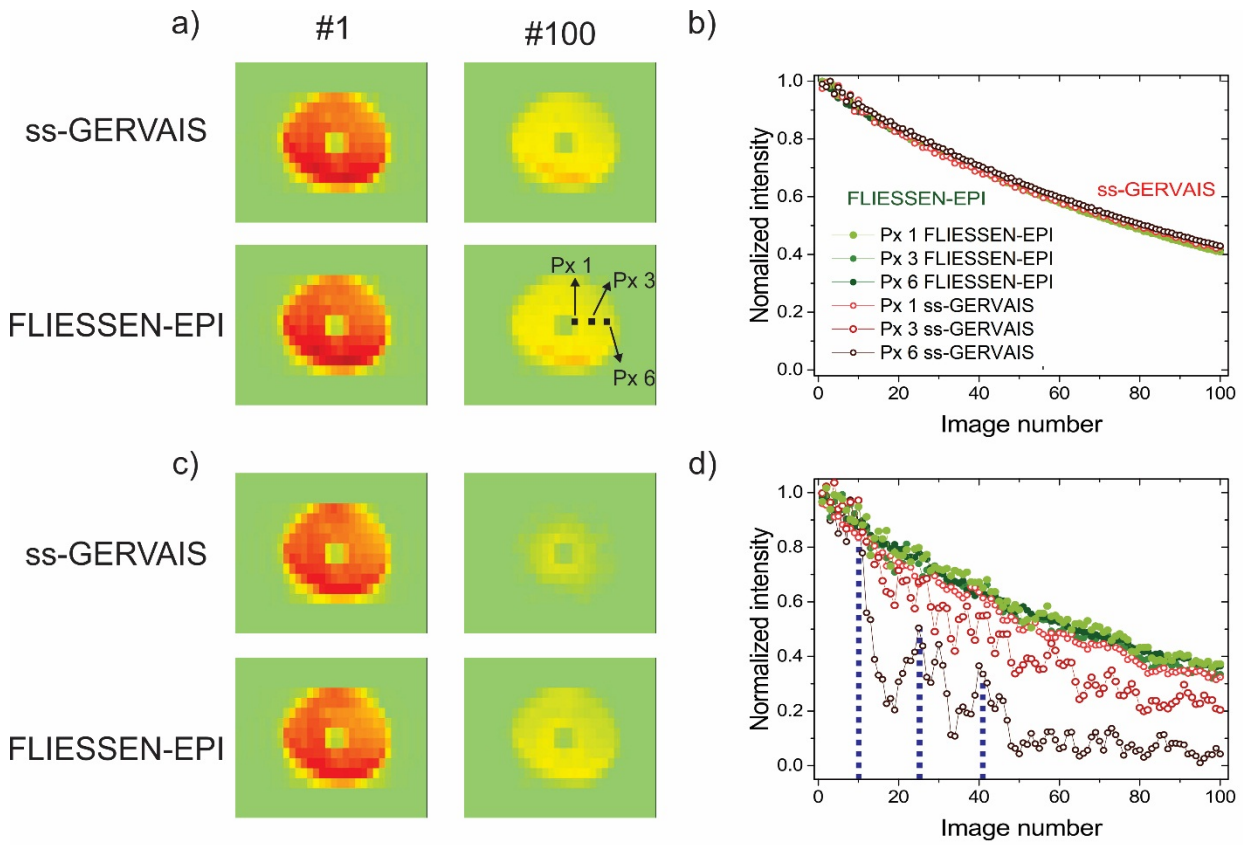 a)
#1
#100
b)
ss-GERVAIS
FLIESSEN-EPI
Px 1
Px 3
Px 6
Nomalized intensity
1.0
0.8
0.6
0.4
0.2
0.0
ss-GERVAIS
FLIESSEN-EPI
Px 1 FLIESSEN-EPI
Px 3 FLIESSEN-EPI
Px 6 FLIESSEN-EPI
Px 1 ss-GERVAIS
Px 3 ss-GERVAIS
Px 6 ss-GERVAIS
0 20 40 60 80 100
Image number
c)
d)
ss-GERVAIS
FLIESSEN-EPI
Normalized intensity
1.0
0.8
0.6
0.4
0.2
0.0
0 20 40 60 80 100
Image number